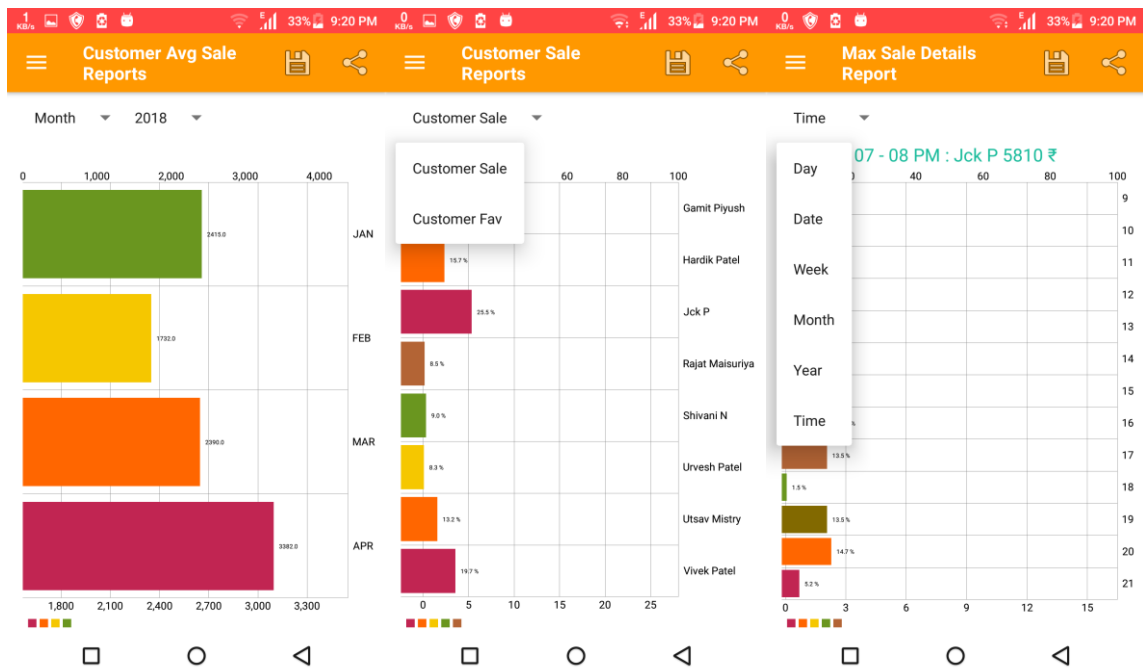 1 KB/s E 33% 9:20 PM
Customer Avg Sale
Reports
Month 2018
0 1,000 2,000 3,000 4,000
2415.0 JAN
1732.0 FEB
2390.0 MAR
3382.0 APR
1,800 2,100 2,400 2,700 3,000 3,300
0 KB/s E 33% 9:20 PM
Customer Sale
Reports
Customer Sale
Customer Sale
Customer Fav
60 80 100
Gamit Piyush
15.7 % Hardik Patel
25.5 % Jck P
8.5 % Rajat Maisuriya
9.0 % Shivani N
8.3 % Urvesh Patel
13.2 % Utsav Mistry
19.7 % Vivek Patel
0 5 10 15 20 25
0 KB/s E 33% 9:20 PM
Max Sale Details
Report
Time
07 - 08 PM : Jck P 5810 ₹
Day
Date
Week
Month
Year
Time
40 60 80 100
9
10
11
12
13
14
15
16
13.5 % 17
1.5 % 18
13.5 % 19
14.7 % 20
5.2 % 21
0 3 6 9 12 15